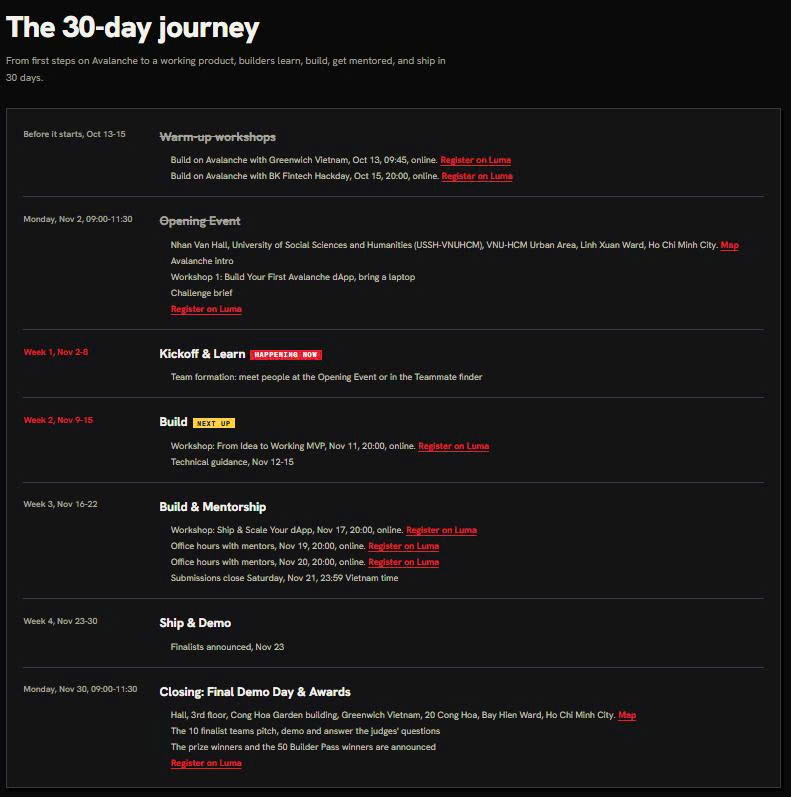 The 30-day journey
From first steps on Avalanche to a working product, builders learn, build, get mentored, and ship in
30 days.
Before it starts, Oct 13-15
Warm-up workshops
Build on Avalanche with Greenwich Vietnam, Oct 13, 09:45, online. Register on Luma
Build on Avalanche with BK Fintech Hackday, Oct 15, 20:00, online. Register on Luma
Monday, Nov 2, 09:00-11:30
Opening Event
Nhan Van Hall, University of Social Sciences and Humanities (USSH-VNUHCM), VNU-HCM Urban Area, Linh Xuan Ward, Ho Chi Minh City. Map
Avalanche intro
Workshop 1: Build Your First Avalanche dApp, bring a laptop
Challenge brief
Register on Luma
Week 1, Nov 2-8
Kickoff & Learn HAPPENING NOW
Team formation: meet people at the Opening Event or in the Teammate finder
Week 2, Nov 9-15
Build NEXT UP
Workshop: From Idea to Working MVP, Nov 11, 20:00, online. Register on Luma
Technical guidance, Nov 12-15
Week 3, Nov 16-22
Build & Mentorship
Workshop: Ship & Scale Your dApp, Nov 17, 20:00, online. Register on Luma
Office hours with mentors, Nov 19, 20:00, online. Register on Luma
Office hours with mentors, Nov 20, 20:00, online. Register on Luma
Submissions close Saturday, Nov 21, 23:59 Vietnam time
Week 4, Nov 23-30
Ship & Demo
Finalists announced, Nov 23
Monday, Nov 30, 09:00-11:30
Closing: Final Demo Day & Awards
Hall, 3rd floor, Cong Hoa Garden building, Greenwich Vietnam, 20 Cong Hoa, Bay Hien Ward, Ho Chi Minh City. Map
The 10 finalist teams pitch, demo and answer the judges' questions
The prize winners and the 50 Builder Pass winners are announced
Register on Luma